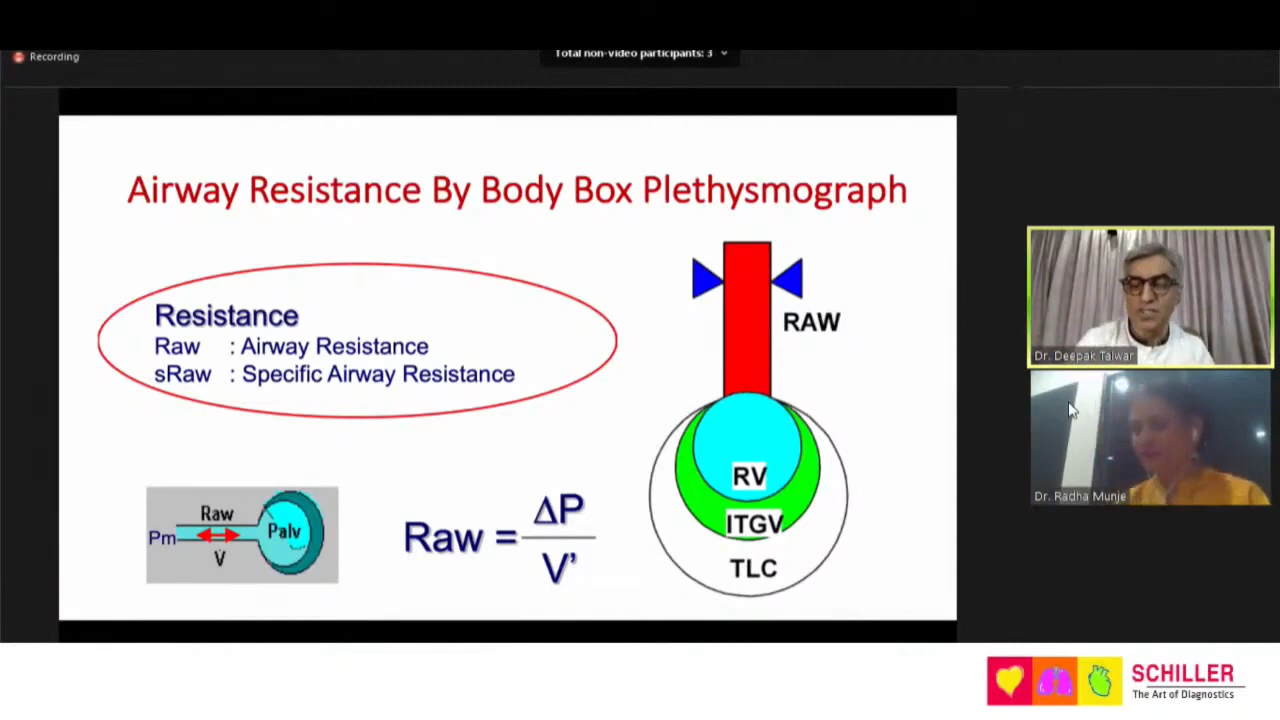 Recording
Total non-video participants: 3
Airway Resistance By Body Box Plethysmograph
Resistance
Raw : Airway Resistance
sRaw : Specific Airway Resistance
RAW
RV
ITGV
TLC
Raw
Pm
Palv
V̇
Raw = ΔP / V’
Dr. Deepak Talwar
Dr. Radha Munje
SCHILLER
The Art of Diagnostics